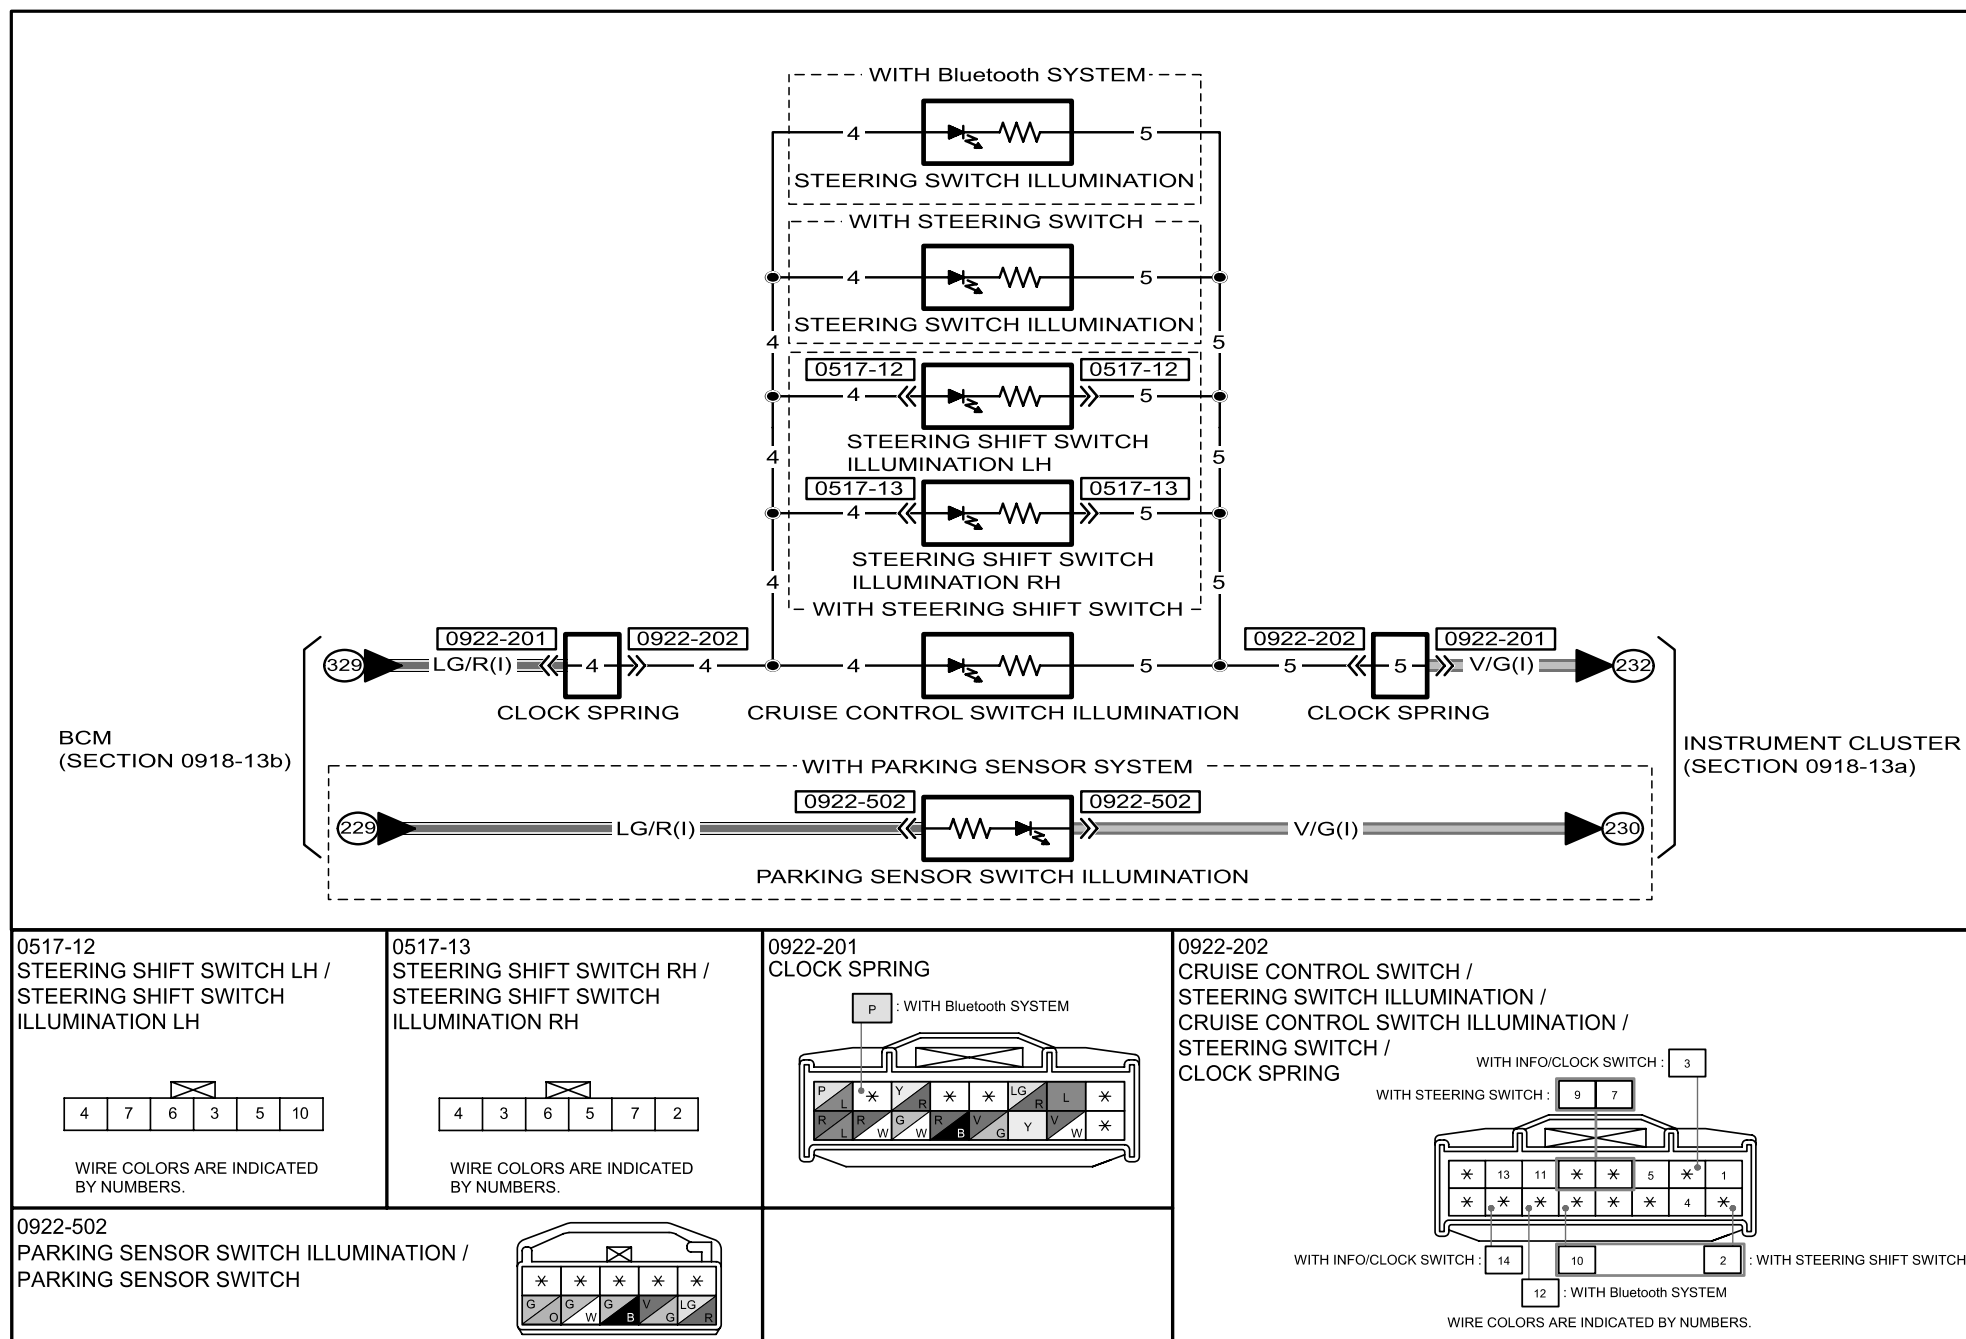 WITH Bluetooth SYSTEM
4 5
STEERING SWITCH ILLUMINATION
WITH STEERING SWITCH
4 5
STEERING SWITCH ILLUMINATION
4 5
0517-12 0517-12
4 5
STEERING SHIFT SWITCH
ILLUMINATION LH
4 5
0517-13 0517-13
4 5
STEERING SHIFT SWITCH
ILLUMINATION RH
4 5
WITH STEERING SHIFT SWITCH
0922-201 0922-202 0922-202 0922-201
329 LG/R(I) 4 4 4 5 5 5 V/G(I) 232
CLOCK SPRING CRUISE CONTROL SWITCH ILLUMINATION CLOCK SPRING
BCM
(SECTION 0918-13b)
INSTRUMENT CLUSTER
(SECTION 0918-13a)
WITH PARKING SENSOR SYSTEM
0922-502 0922-502
229 LG/R(I) V/G(I) 230
PARKING SENSOR SWITCH ILLUMINATION
0517-12
STEERING SHIFT SWITCH LH /
STEERING SHIFT SWITCH
ILLUMINATION LH
4 7 6 3 5 10
WIRE COLORS ARE INDICATED
BY NUMBERS.
0517-13
STEERING SHIFT SWITCH RH /
STEERING SHIFT SWITCH
ILLUMINATION RH
4 3 6 5 7 2
WIRE COLORS ARE INDICATED
BY NUMBERS.
0922-201
CLOCK SPRING
P : WITH Bluetooth SYSTEM
P L * Y R * * LG R L *
R L R W G W R B V G Y V W *
0922-202
CRUISE CONTROL SWITCH /
STEERING SWITCH ILLUMINATION /
CRUISE CONTROL SWITCH ILLUMINATION /
STEERING SWITCH /
CLOCK SPRING
WITH INFO/CLOCK SWITCH : 3
WITH STEERING SWITCH : 9 7
* 13 11 * * 5 * 1
* * * * * * 4 *
WITH INFO/CLOCK SWITCH : 14 10 2 : WITH STEERING SHIFT SWITCH
12 : WITH Bluetooth SYSTEM
WIRE COLORS ARE INDICATED BY NUMBERS.
0922-502
PARKING SENSOR SWITCH ILLUMINATION /
PARKING SENSOR SWITCH
* * * * *
G O G W G B V G LG R